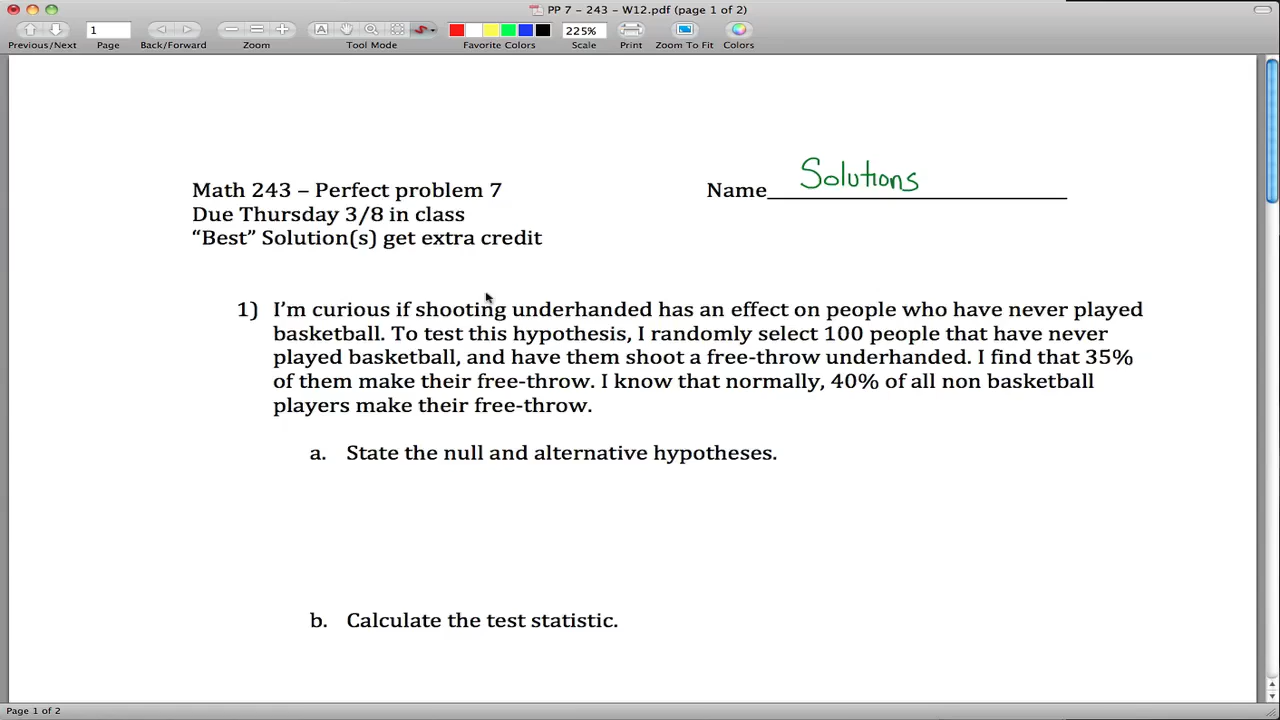 PP 7 - 243 - W12.pdf (page 1 of 2)
1
225%
Previous/Next Page Back/Forward Zoom Tool Mode Favorite Colors Scale Print Zoom To Fit Colors
Math 243 – Perfect problem 7
Name Solutions
Due Thursday 3/8 in class
“Best” Solution(s) get extra credit
1) I’m curious if shooting underhanded has an effect on people who have never played
basketball. To test this hypothesis, I randomly select 100 people that have never
played basketball, and have them shoot a free-throw underhanded. I find that 35%
of them make their free-throw. I know that normally, 40% of all non basketball
players make their free-throw.
a. State the null and alternative hypotheses.
b. Calculate the test statistic.
Page 1 of 2